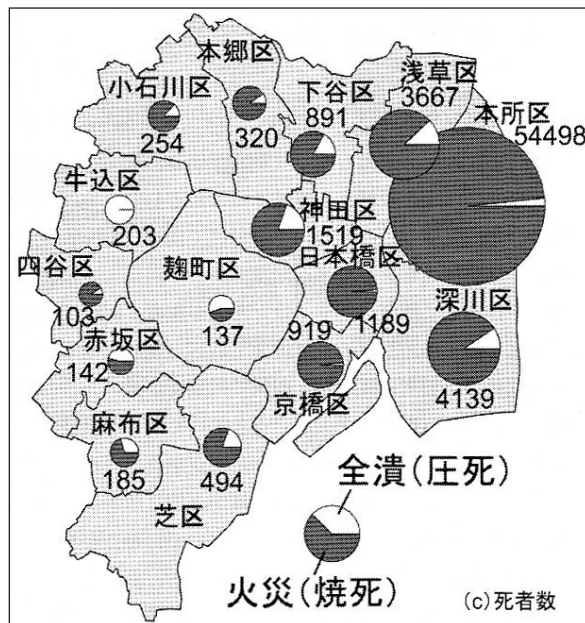 本郷区
320
小石川区
254
下谷区
891
浅草区
3667
本所区
54498
牛込区
203
神田区
1519
四谷区
103
麹町区
137
日本橋区
1189
深川区
4139
赤坂区
142
919
京橋区
麻布区
185
494
芝区
全潰(圧死)
火災(焼死)
(c)死者数